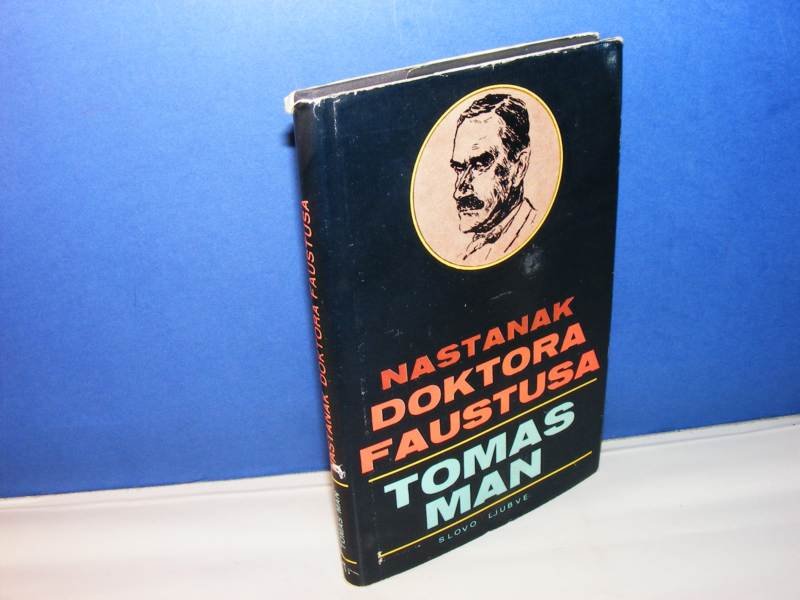 NASTANAK
DOKTORA
FAUSTUSA
TOMAS
MAN
SLOVO LJUBVE
NASTANAK DOKTORA FAUSTUSA
TOMAS MAN